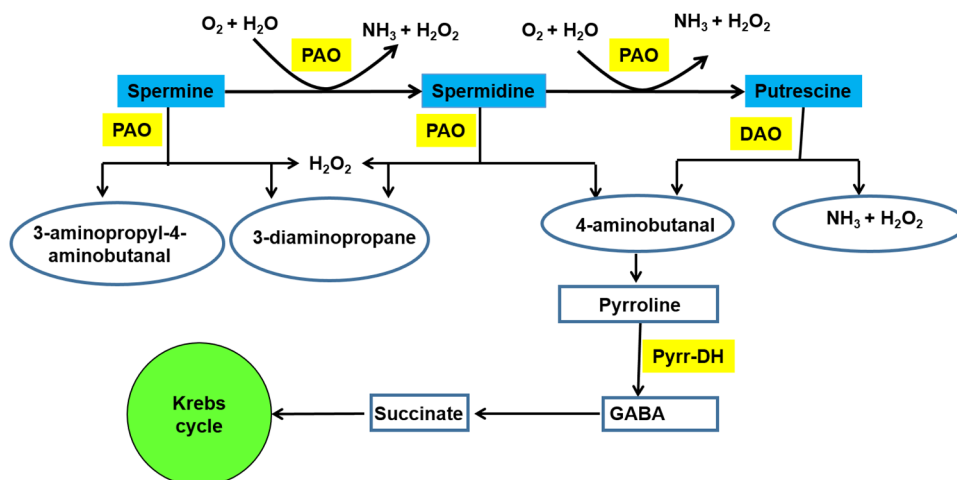 O₂ + H₂O
NH₃ + H₂O₂
O₂ + H₂O
NH₃ + H₂O₂
PAO
PAO
Spermine
Spermidine
Putrescine
PAO
PAO
DAO
H₂O₂
3-aminopropyl-4-
aminobutanal
3-diaminopropane
4-aminobutanal
NH₃ + H₂O₂
Pyrroline
Pyrr-DH
Krebs
cycle
Succinate
GABA